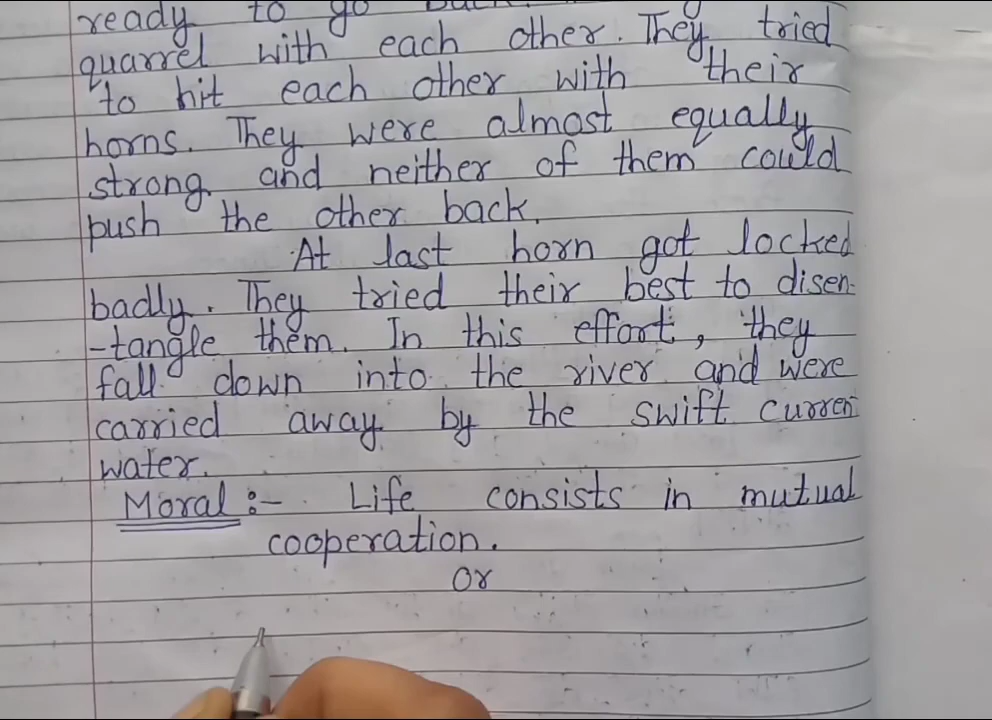 ready to go back
quarrel with each other. They tried
to hit each other with their
horns. They were almost equally
strong. and neither of them could
push the other back.
At last horn got locked
badly. They tried their best to disen-
-tangle them. In this effort, they
fall down into the river and were
carried away by the swift curren
water.
Moral :- Life consists in mutual
cooperation.
Or